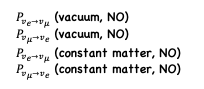 P_{ν_e→ν_μ} (vacuum, NO)
P_{ν_μ→ν_e} (vacuum, NO)
P_{ν_e→ν_μ} (constant matter, NO)
P_{ν_μ→ν_e} (constant matter, NO)